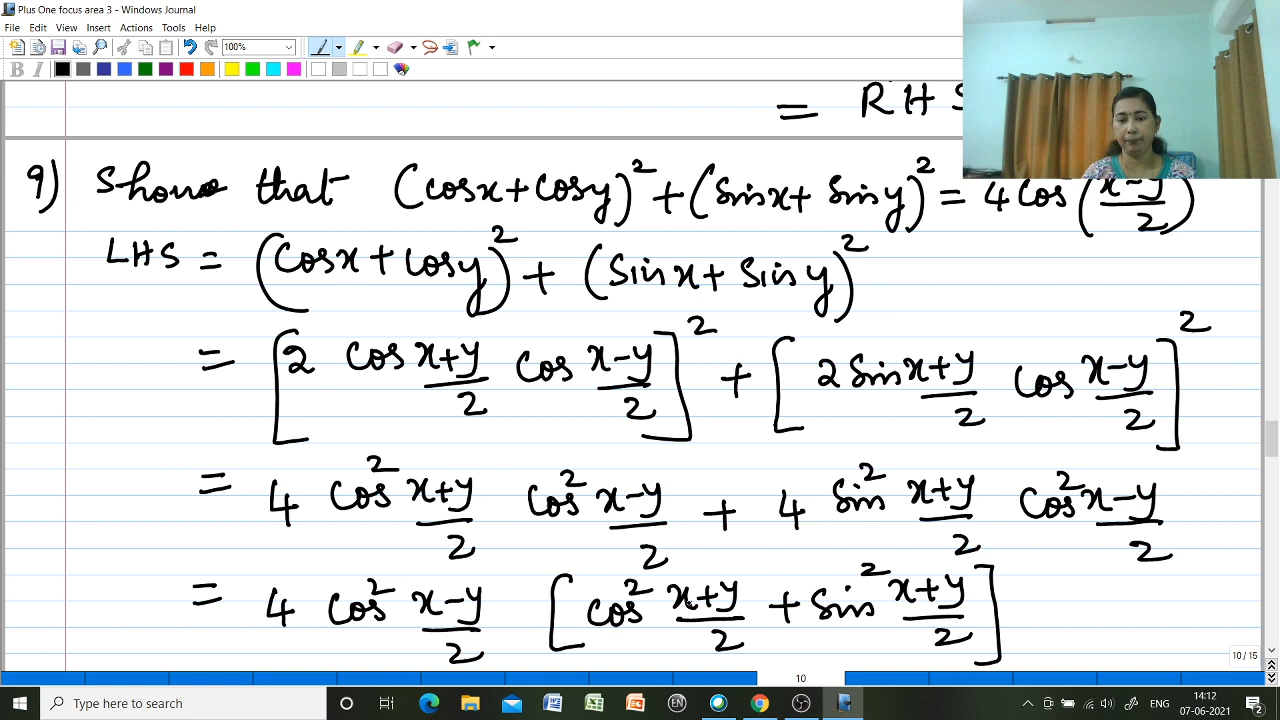 Plus One focus area 3 - Windows Journal
File Edit View Insert Actions Tools Help
100%
B I
= RHS
9) Show that (cosx+cosy)² + (sinx+ siny)² = 4cos(x-y/2)
LHS = (cosx+cosy)² + (sinx+ siny)²
= [2 cos x+y/2 cos x-y/2]² + [2 sin x+y/2 cos x-y/2]²
= 4 cos² x+y/2 cos² x-y/2 + 4 sin² x+y/2 cos² x-y/2
= 4 cos² x-y/2 [cos² x+y/2 + sin² x+y/2]
10 / 15
10
Type here to search
EN
ENG
14:12
07-06-2021
2